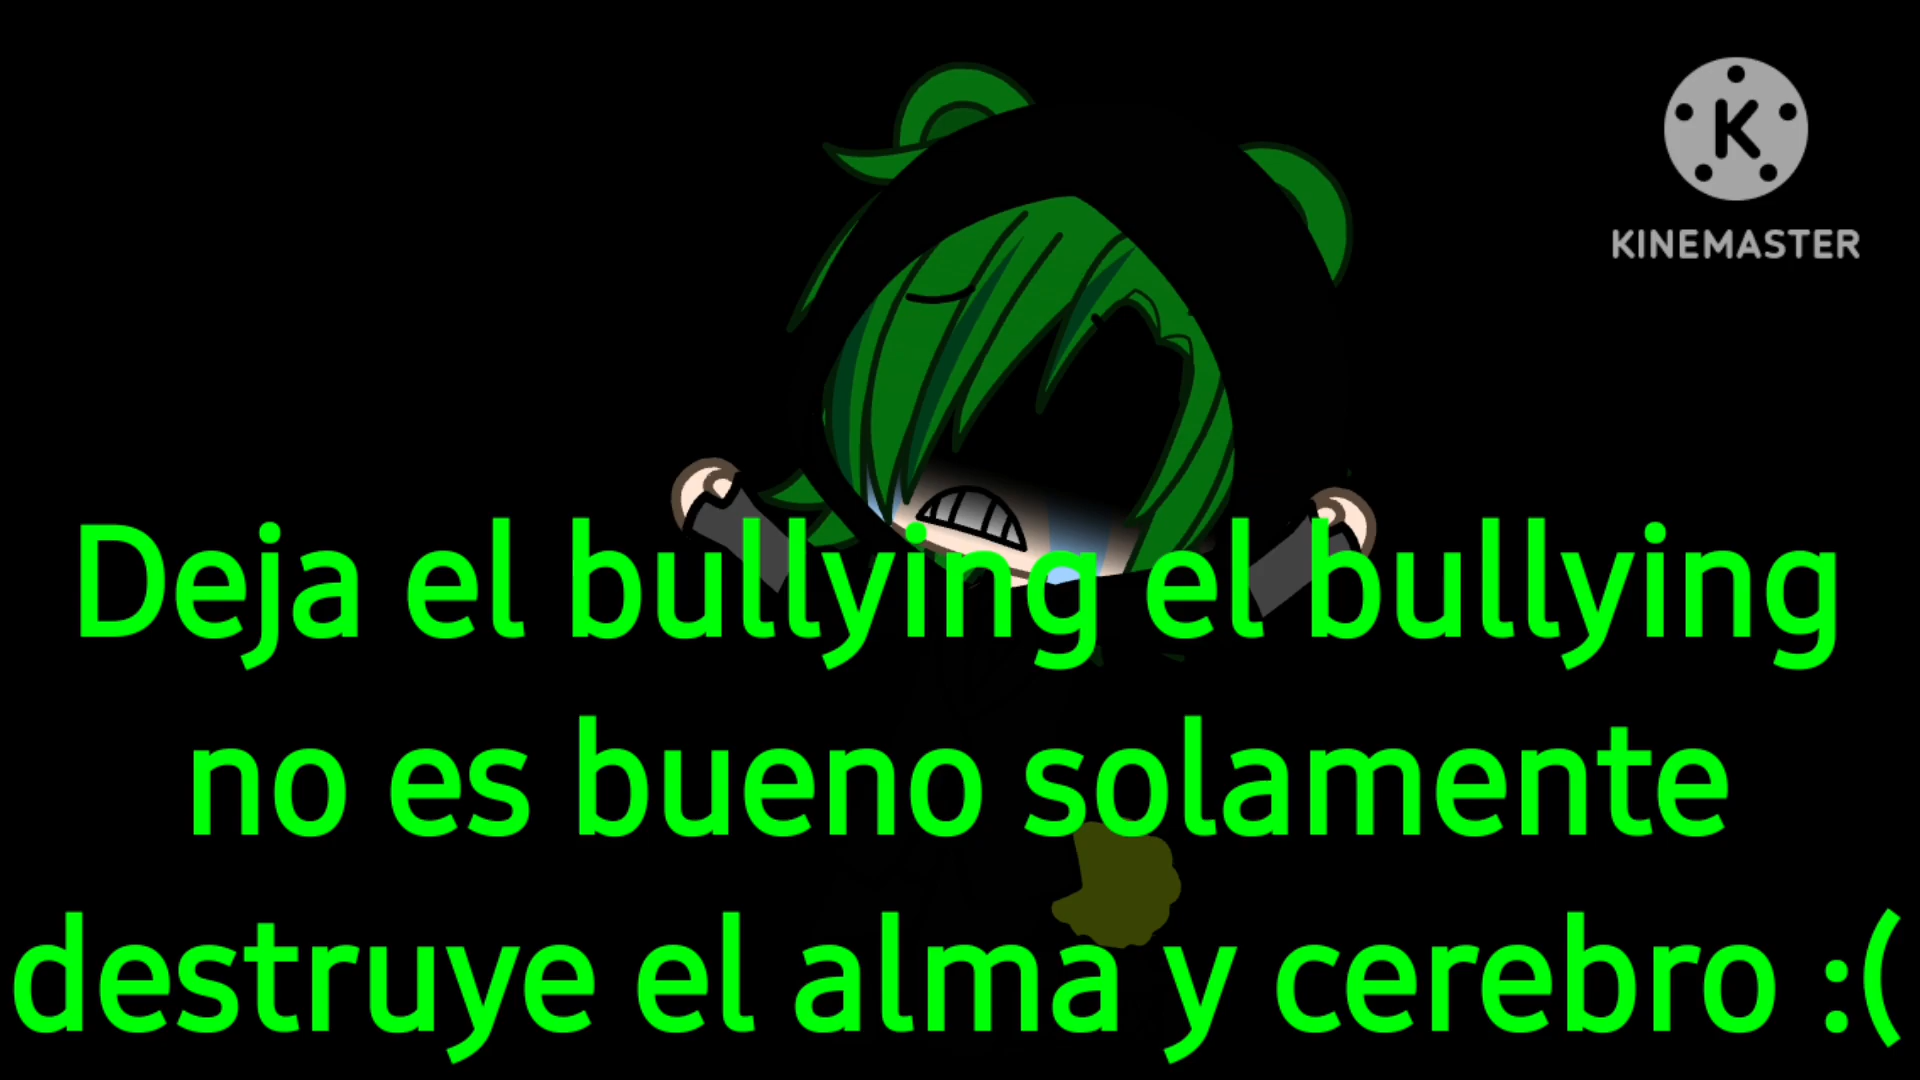 K
KINEMASTER
Deja el bullying el bullying
no es bueno solamente
destruye el alma y cerebro :(